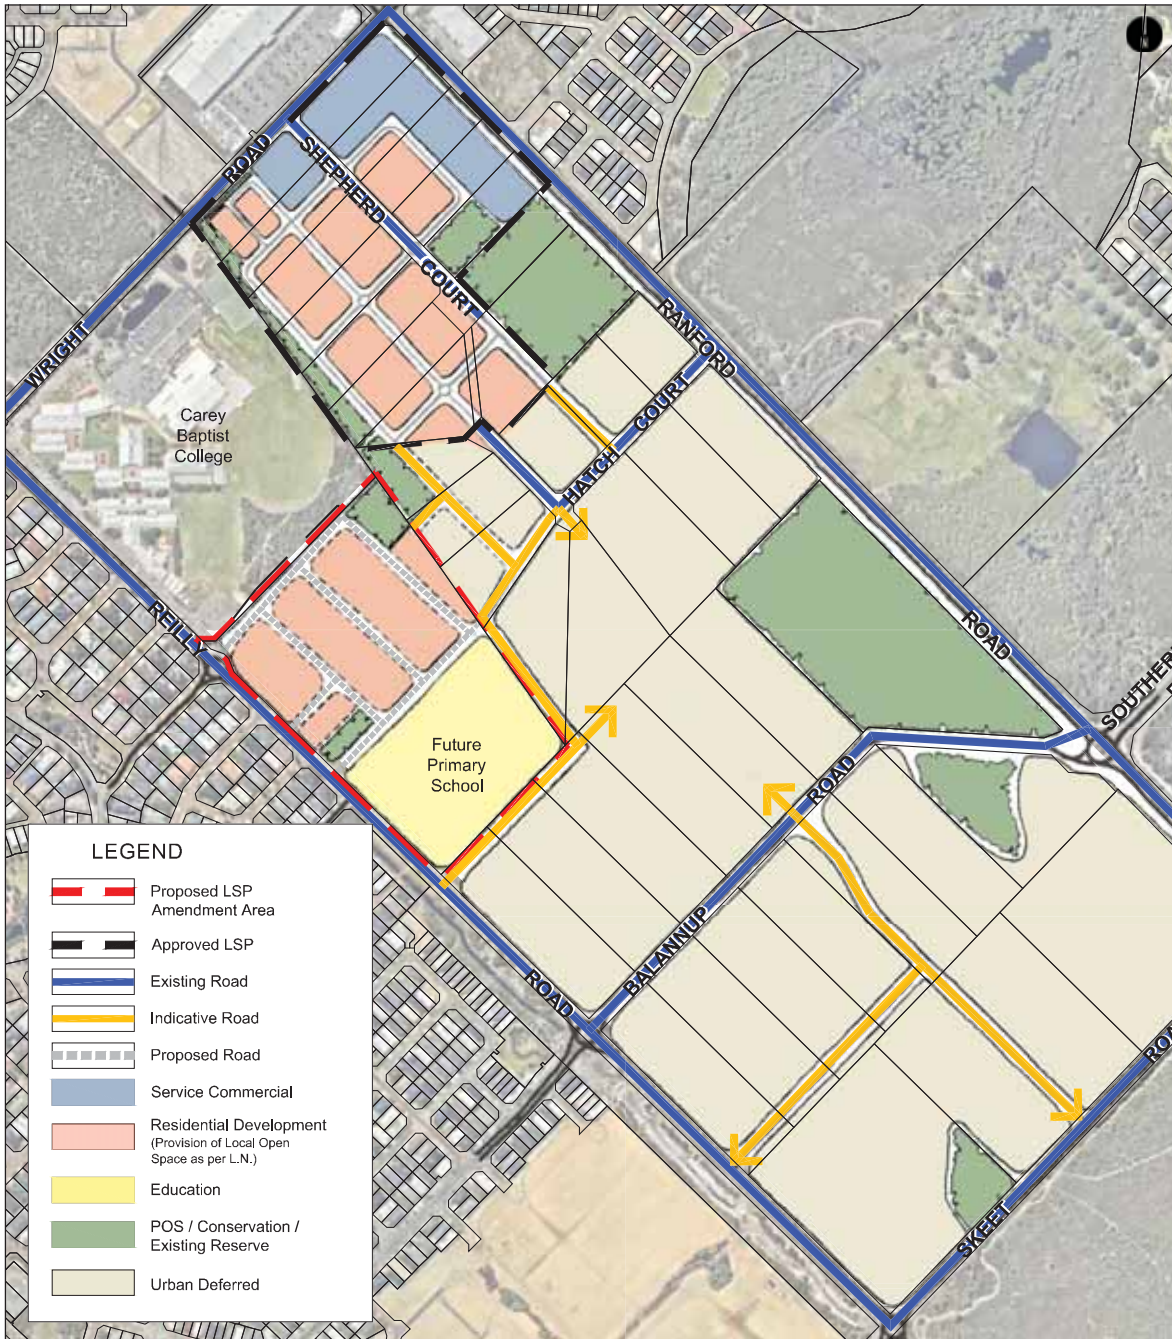 WRIGHT
ROAD
SHEPHERD
COURT
RANFORD
ROAD
HATCH
COURT
Carey
Baptist
College
REILLY
ROAD
Future
Primary
School
BALANNUP
ROAD
SOUTHER
SKEET
ROA
LEGEND
Proposed LSP
Amendment Area
Approved LSP
Existing Road
Indicative Road
Proposed Road
Service Commercial
Residential Development
(Provision of Local Open
Space as per L.N.)
Education
POS / Conservation /
Existing Reserve
Urban Deferred